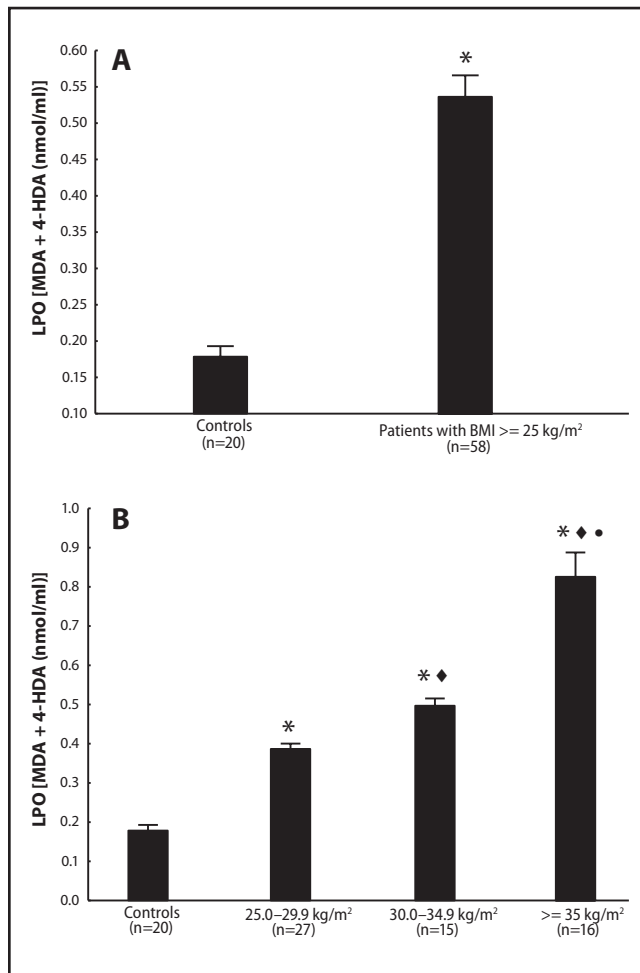 A
LPO [MDA + 4-HDA (nmol/ml)]
0.60
0.55
0.50
0.45
0.40
0.35
0.30
0.25
0.20
0.15
0.10
*
Controls
(n=20)
Patients with BMI >= 25 kg/m²
(n=58)
B
LPO [MDA + 4-HDA (nmol/ml)]
1.0
0.9
0.8
0.7
0.6
0.5
0.4
0.3
0.2
0.1
0.0
*
* ♦
* ♦ •
Controls
(n=20)
25.0–29.9 kg/m²
(n=27)
30.0–34.9 kg/m²
(n=15)
>= 35 kg/m²
(n=16)